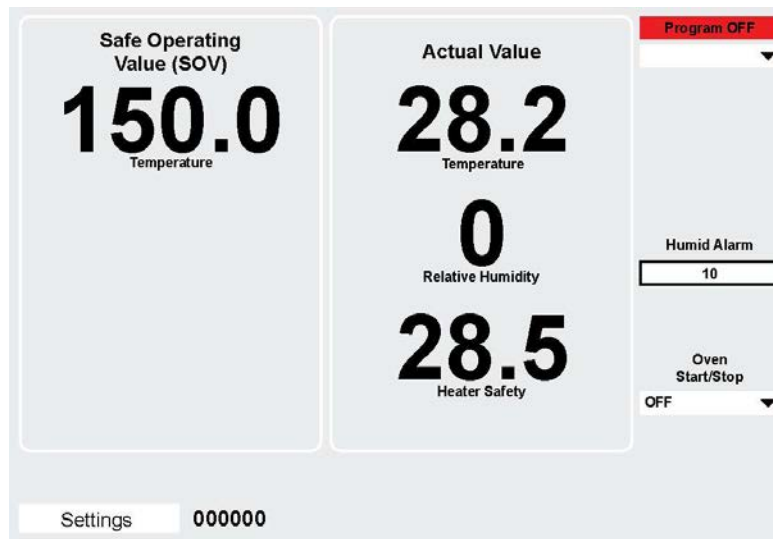 Safe Operating
Value (SOV)
150.0
Temperature
Actual Value
28.2
Temperature
0
Relative Humidity
28.5
Heater Safety
Program OFF
Humid Alarm
10
Oven
Start/Stop
OFF
Settings
000000